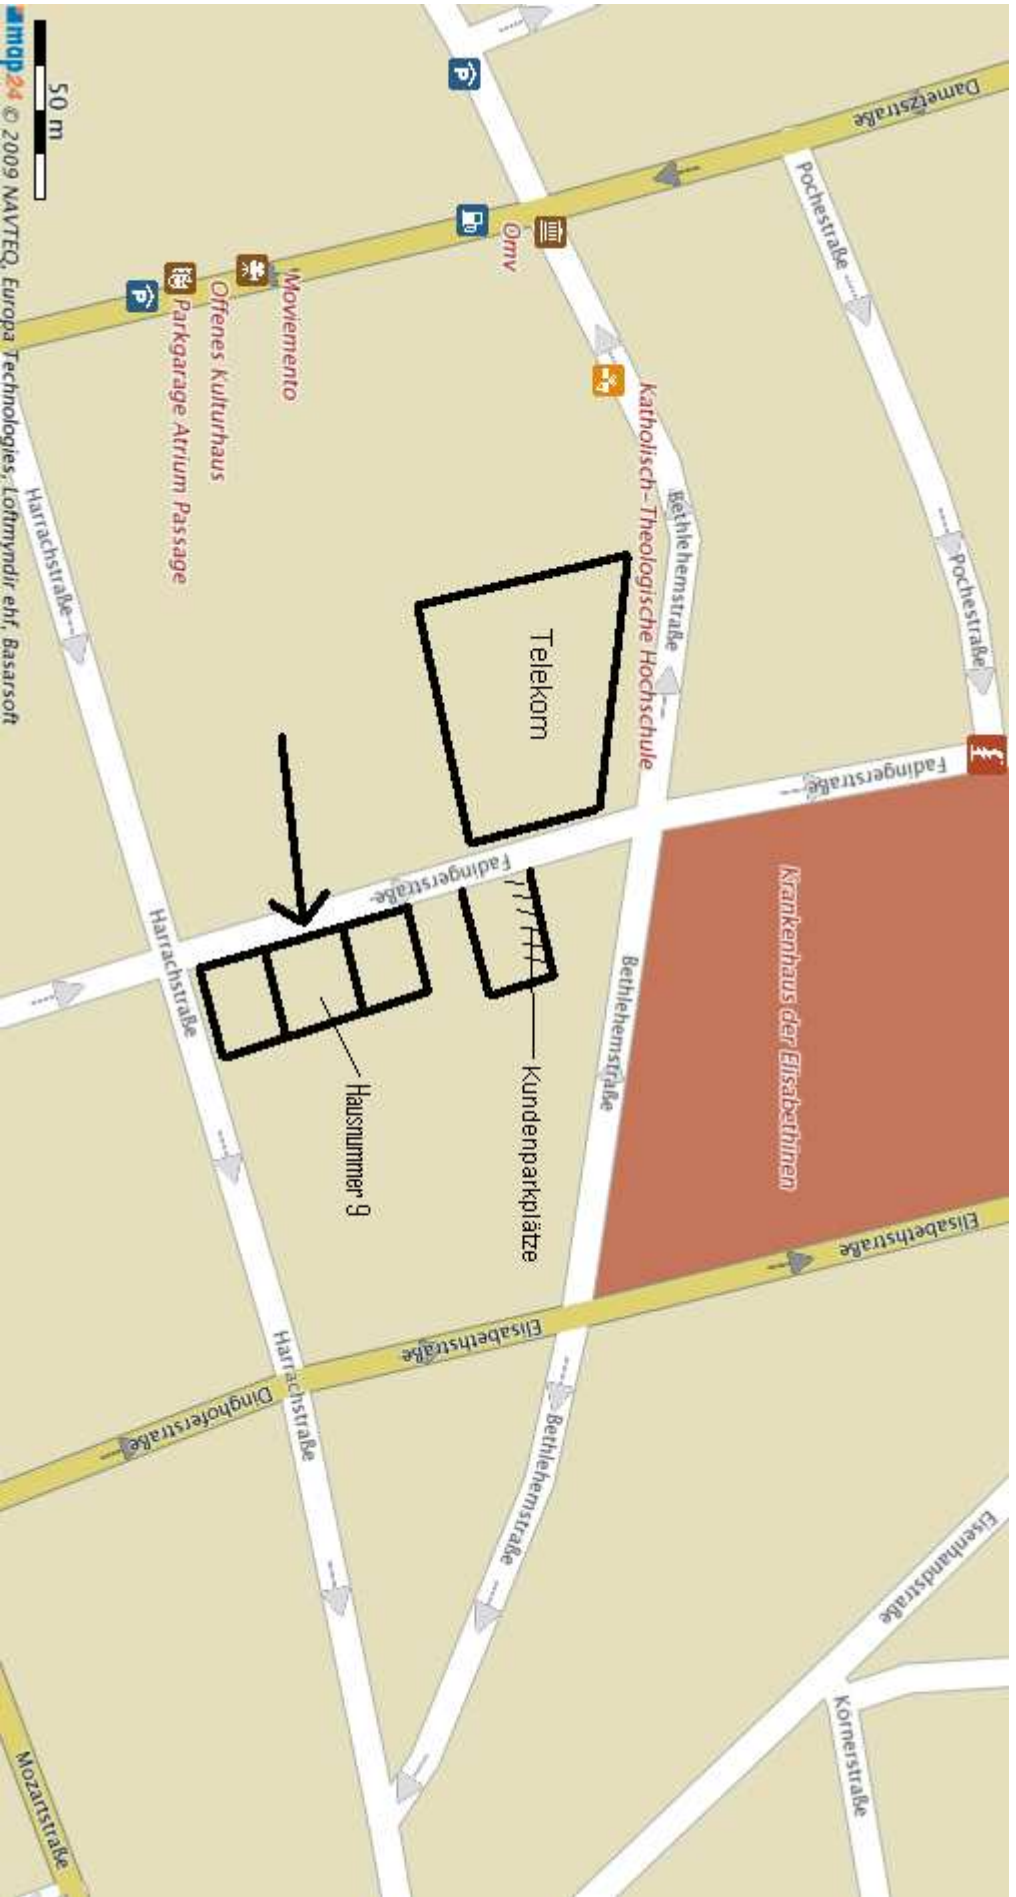 Dametzstraße
Pochestraße
Pochestraße
Fadingerstraße
Krankenhaus der Elisabethinen
Elisabethstraße
Eisenhandstraße
Körnerstraße
Omv
Katholisch-Theologische Hochschule
Bethlehemstraße
Bethlehemstraße
Telekom
Kundenparkplätze
Fadingerstraße
Elisabethstraße
Bethlehemstraße
Moviemento
Offenes Kulturhaus
Parkgarage Atrium Passage
Hausnummer 9
Harrachstraße
Harrachstraße
Harrachstraße
Dinghoferstraße
Mozartstraße
50 m
map24 © 2009 NAVTEQ, Europa Technologies, Loftmyndir ehf, Basarsoft
P
P